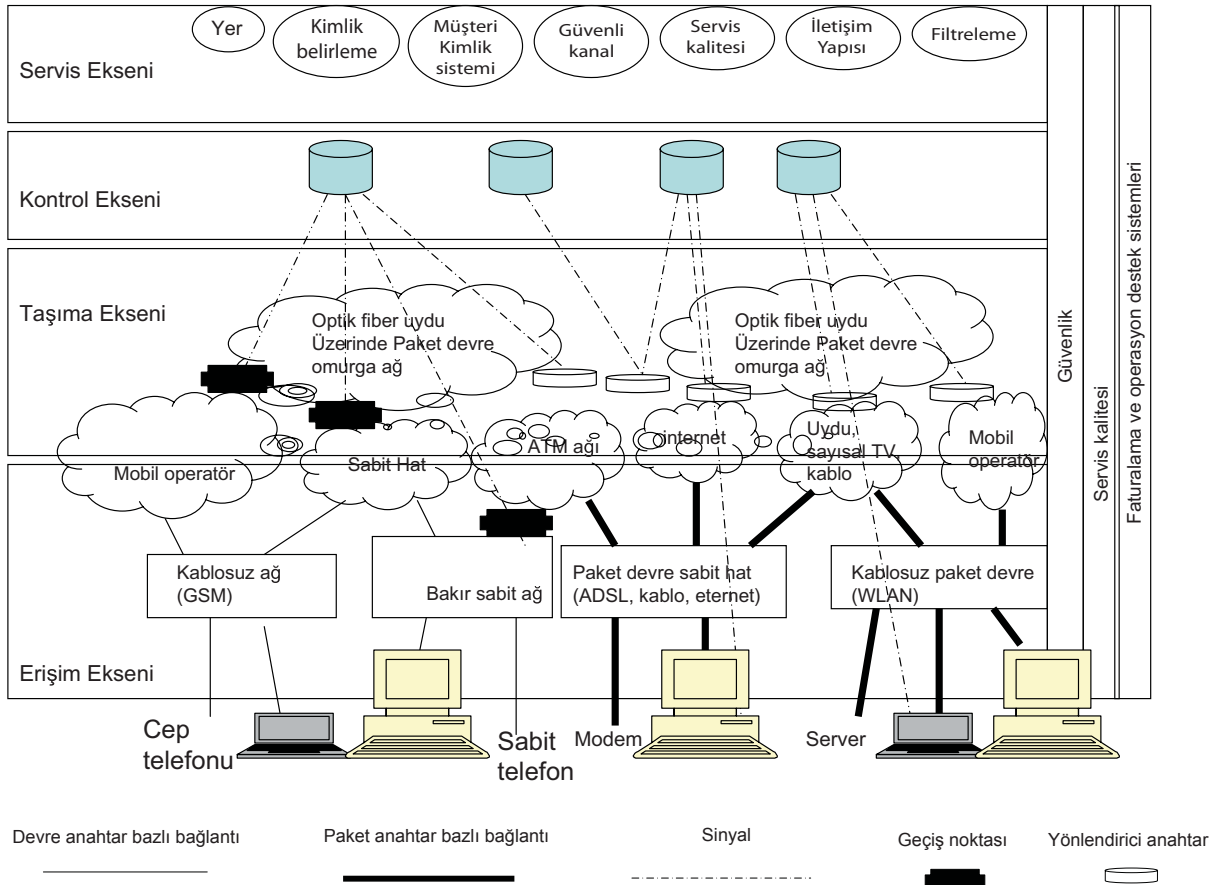 Yer
Kimlik
belirleme
Müşteri
Kimlik
sistemi
Güvenli
kanal
Servis
kalitesi
İletişim
Yapısı
Filtreleme
Servis Ekseni
Kontrol Ekseni
Taşıma Ekseni
Optik fiber uydu
Üzerinde Paket devre
omurga ağ
Optik fiber uydu
Üzerinde Paket devre
omurga ağ
Mobil operatör
Sabit Hat
ATM ağı
internet
Uydu,
sayısal TV,
kablo
Mobil
operatör
Kablosuz ağ
(GSM)
Bakır sabit ağ
Paket devre sabit hat
(ADSL, kablo, eternet)
Kablosuz paket devre
(WLAN)
Erişim Ekseni
Cep
telefonu
Sabit
telefon
Modem
Server
Güvenlik
Servis kalitesi
Faturalama ve operasyon destek sistemleri
Devre anahtar bazlı bağlantı
Paket anahtar bazlı bağlantı
Sinyal
Geçiş noktası
Yönlendirici anahtar